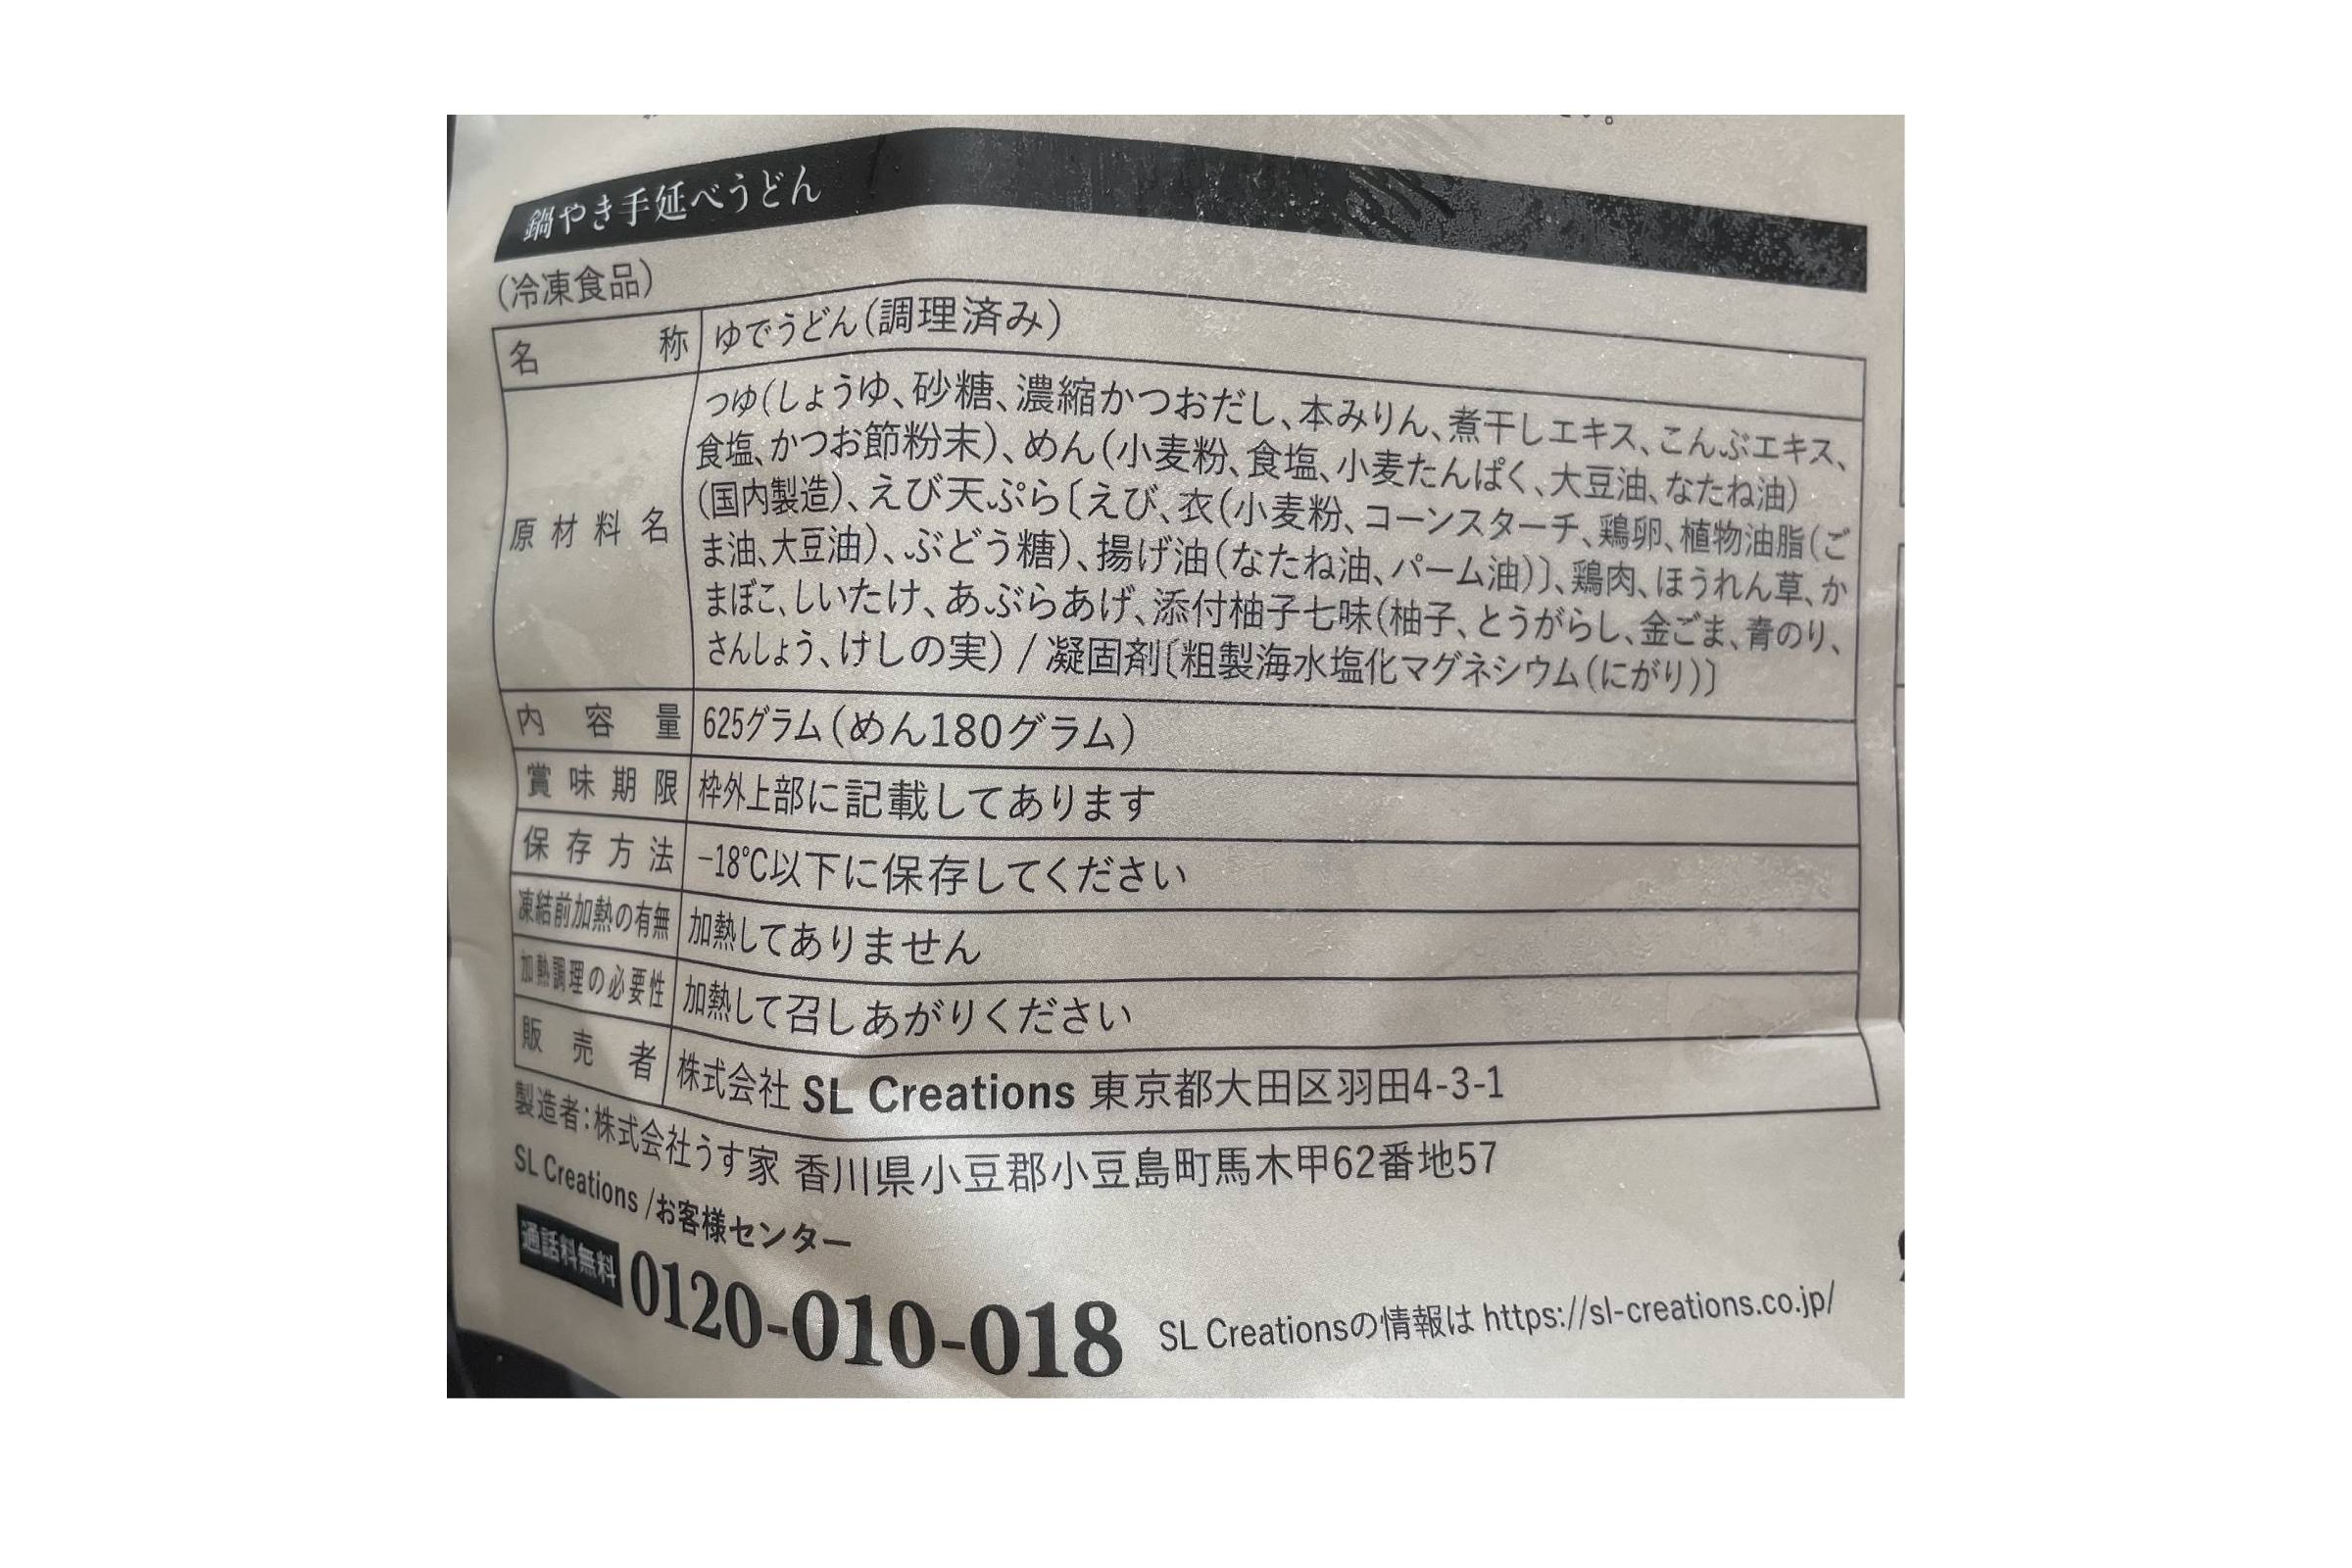 鍋やき手延べうどん
(冷凍食品)
名称 ゆでうどん(調理済み)
原材料名 つゆ(しょうゆ、砂糖、濃縮かつおだし、本みりん、煮干しエキス、こんぶエキス、
食塩、かつお節粉末)、めん(小麦粉、食塩、小麦たんぱく、大豆油、なたね油)
(国内製造)、えび天ぷら〔えび、衣(小麦粉、コーンスターチ、鶏卵、植物油脂(ご
ま油、大豆油)、ぶどう糖)、揚げ油(なたね油、パーム油)〕、鶏肉、ほうれん草、か
まぼこ、しいたけ、あぶらあげ、添付柚子七味(柚子、とうがらし、金ごま、青のり、
さんしょう、けしの実) / 凝固剤〔粗製海水塩化マグネシウム(にがり)〕
内容量 625グラム(めん180グラム)
賞味期限 枠外上部に記載してあります
保存方法 -18℃以下に保存してください
凍結前加熱の有無 加熱してありません
加熱調理の必要性 加熱して召しあがりください
販売者 株式会社 SL Creations 東京都大田区羽田4-3-1
製造者:株式会社うす家 香川県小豆郡小豆島町馬木甲62番地57
SL Creations /お客様センター
通話料無料 0120-010-018 SL Creationsの情報は https://sl-creations.co.jp/